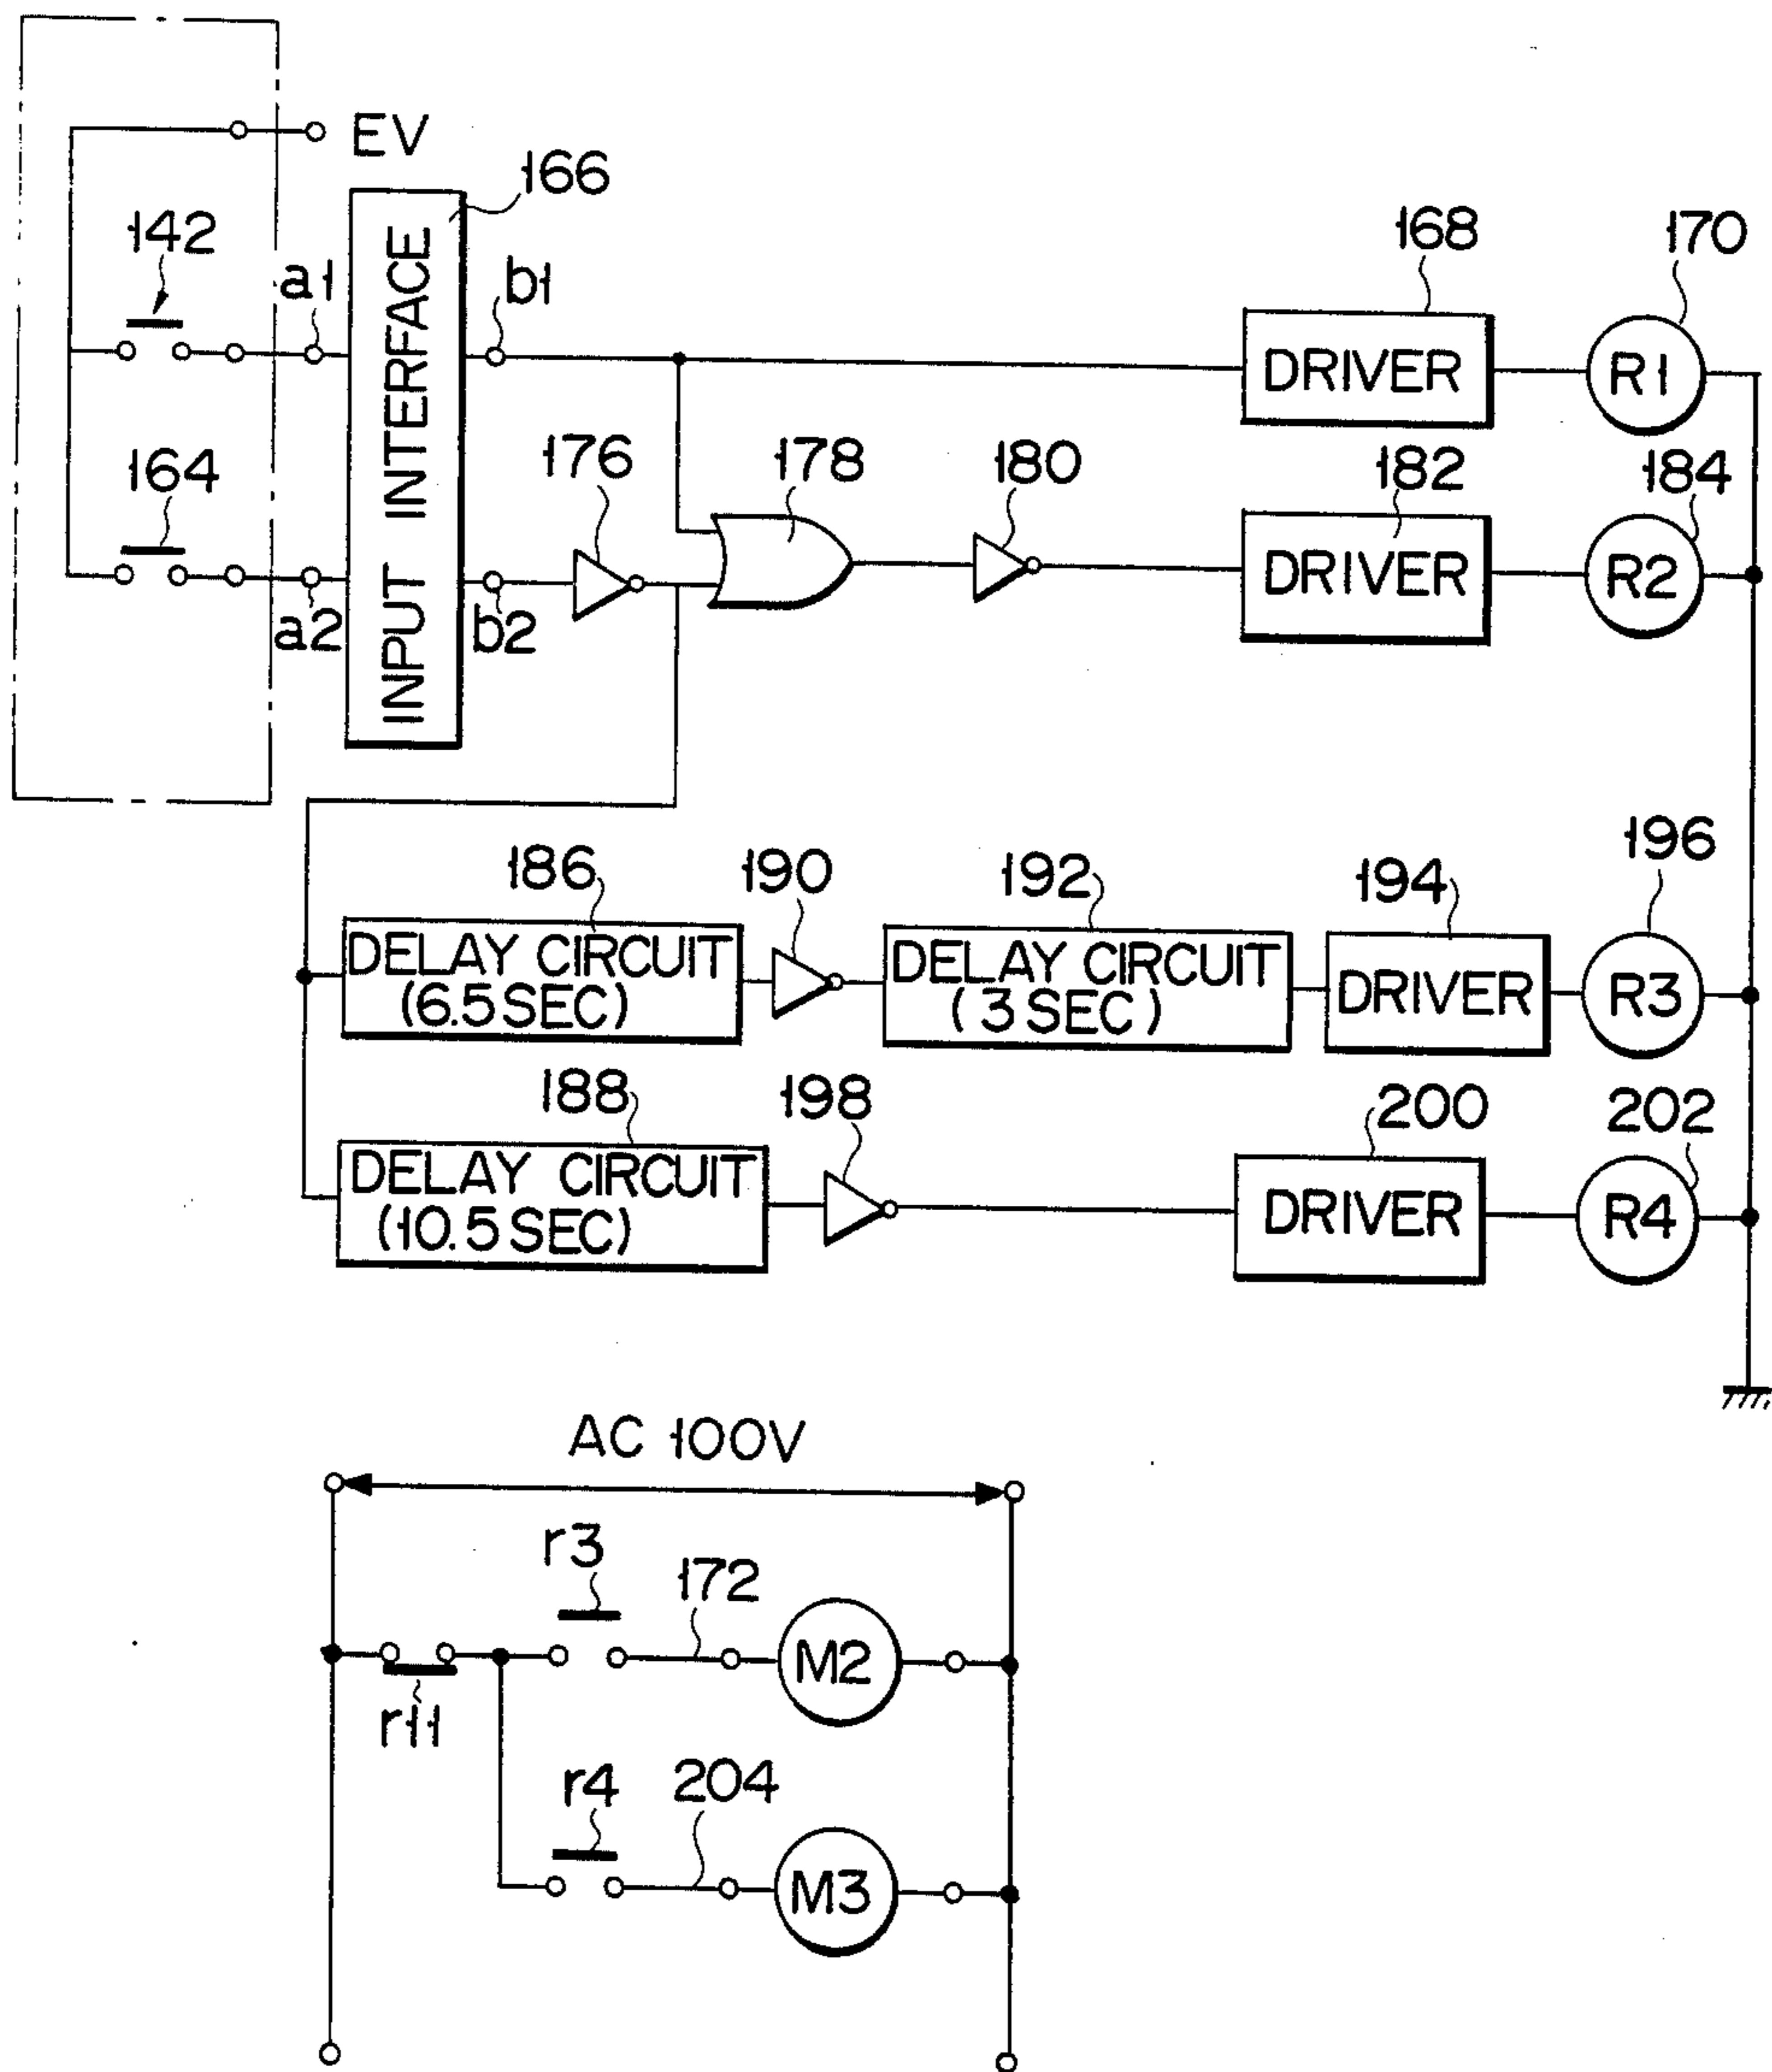 EV
166
142
a1
b1
168
170
INPUT INTERFACE
DRIVER
R1
164
176
178
180
182
184
DRIVER
R2
a2
b2
186
190
192
194
196
DELAY CIRCUIT
(6.5 SEC)
DELAY CIRCUIT
(3 SEC)
DRIVER
R3
188
198
200
202
DELAY CIRCUIT
(10.5 SEC)
DRIVER
R4
AC 100V
r3
172
M2
r11
r4
204
M3